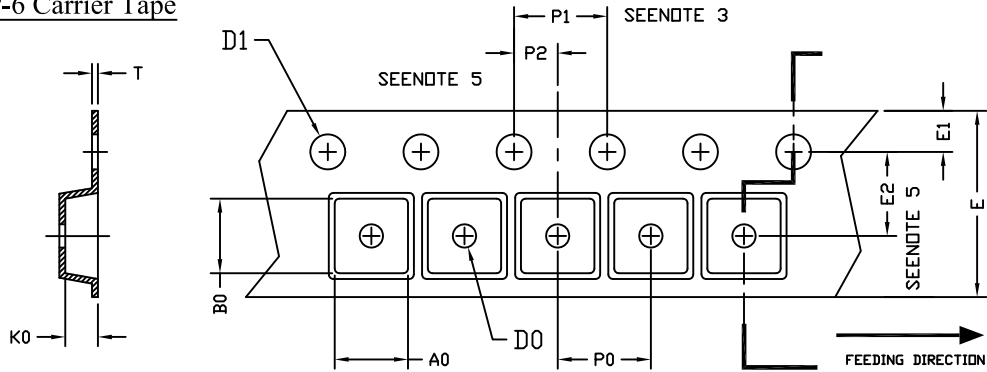 -6 Carrier Tape
P1
SEENOTE 3
D1
P2
T
SEENOTE 5
E1
E2
E
SEENOTE 5
B0
K0
A0
D0
P0
FEEDING DIRECTION